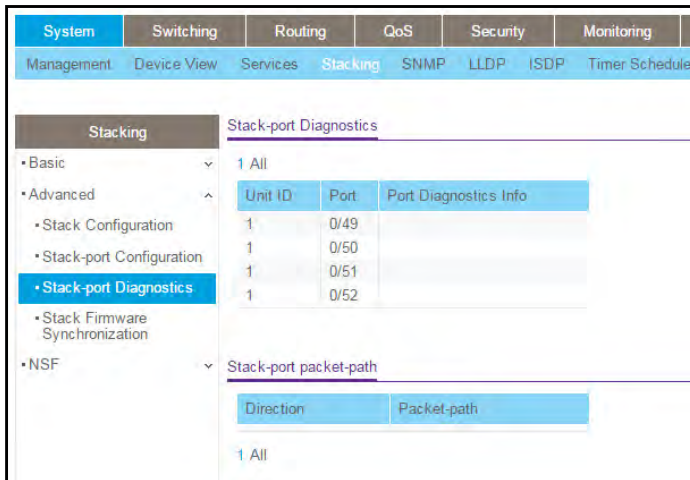 System Switching Routing QoS Security Monitoring
Management Device View Services Stacking SNMP LLDP ISDP Timer Schedule
Stacking
Basic
Advanced
Stack Configuration
Stack-port Configuration
Stack-port Diagnostics
Stack Firmware
Synchronization
NSF
Stack-port Diagnostics
1 All
Unit ID Port Port Diagnostics Info
1 0/49
1 0/50
1 0/51
1 0/52
Stack-port packet-path
Direction Packet-path
1 All